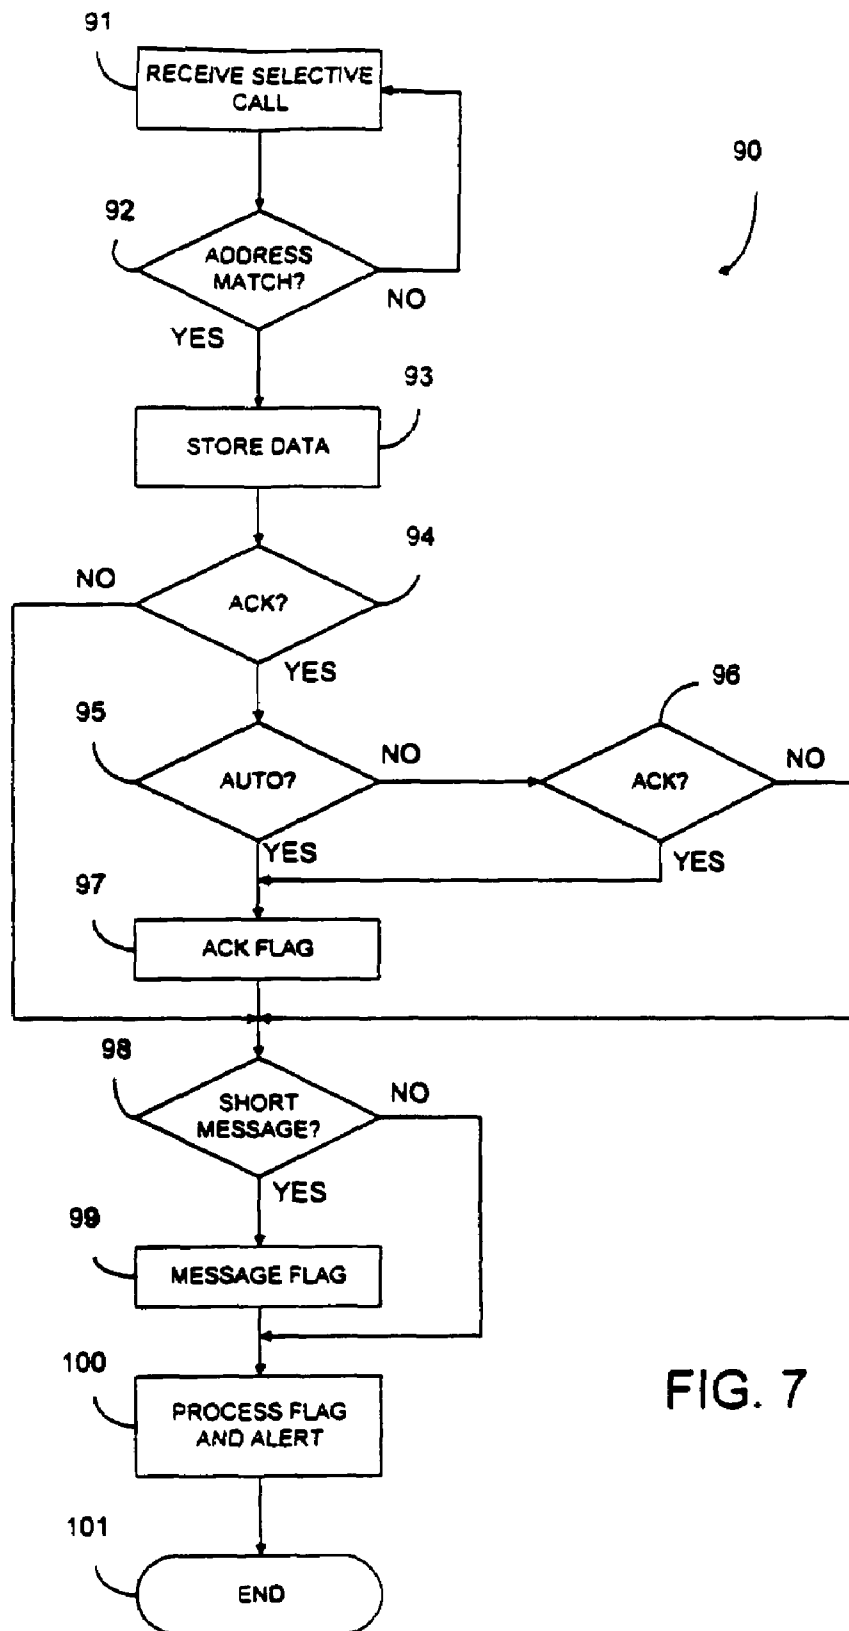 91
RECEIVE SELECTIVE
CALL
90
92
ADDRESS
MATCH?
NO
YES
93
STORE DATA
94
NO
ACK?
YES
96
95
AUTO?
NO
ACK?
NO
YES
YES
97
ACK FLAG
98
SHORT
MESSAGE?
NO
YES
99
MESSAGE FLAG
100
PROCESS FLAG
AND ALERT
FIG. 7
101
END